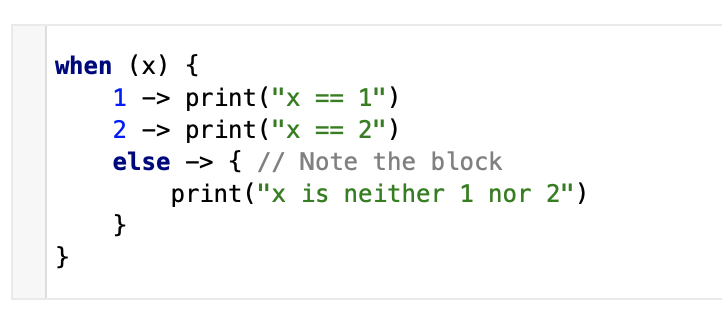 when (x) {
    1 -> print("x == 1")
    2 -> print("x == 2")
    else -> { // Note the block
        print("x is neither 1 nor 2")
    }
}